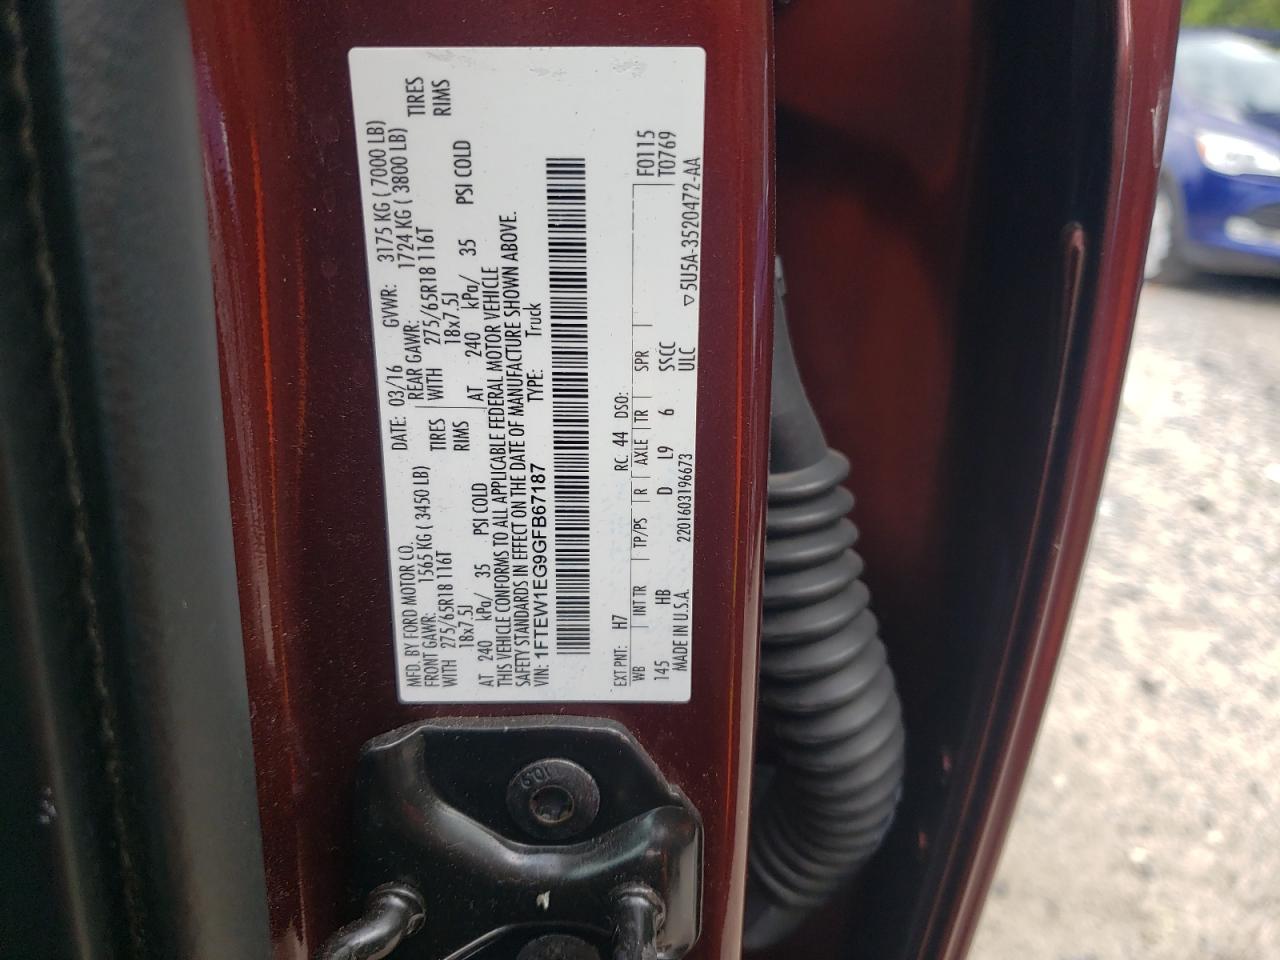 MFD. BY FORD MOTOR CO. DATE: 03/16 GVWR: 3175 KG ( 7000 LB)
FRONT GAWR: 1565 KG ( 3450 LB) REAR GAWR: 1724 KG ( 3800 LB)
WITH 275/65R18 116T TIRES WITH 275/65R18 116T TIRES
18x7.5J RIMS 18x7.5J RIMS
AT 240 kPa/ 35 PSI COLD AT 240 kPa/ 35 PSI COLD
THIS VEHICLE CONFORMS TO ALL APPLICABLE FEDERAL MOTOR VEHICLE
SAFETY STANDARDS IN EFFECT ON THE DATE OF MANUFACTURE SHOWN ABOVE.
VIN: 1FTEW1EG9GFB67187 TYPE: Truck
EXT PNT: H7 RC: 44 DSO: F0115
WB INT TR TP/PS R AXLE TR SPR T0769
145 HB D L9 6 SSCC
MADE IN U.S.A. 2201603196673 ULC ▽5U5A-3520472-AA
10.9